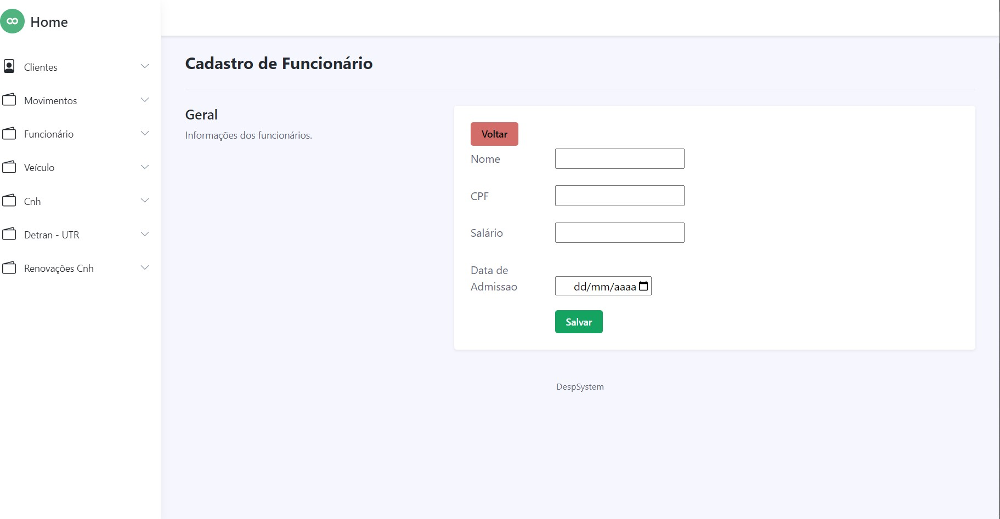 Home
Clientes
Movimentos
Funcionário
Veículo
Cnh
Detran - UTR
Renovações Cnh
Cadastro de Funcionário
Geral
Informações dos funcionários.
Voltar
Nome
CPF
Salário
Data de
Admissao
dd/mm/aaaa
Salvar
DespSystem